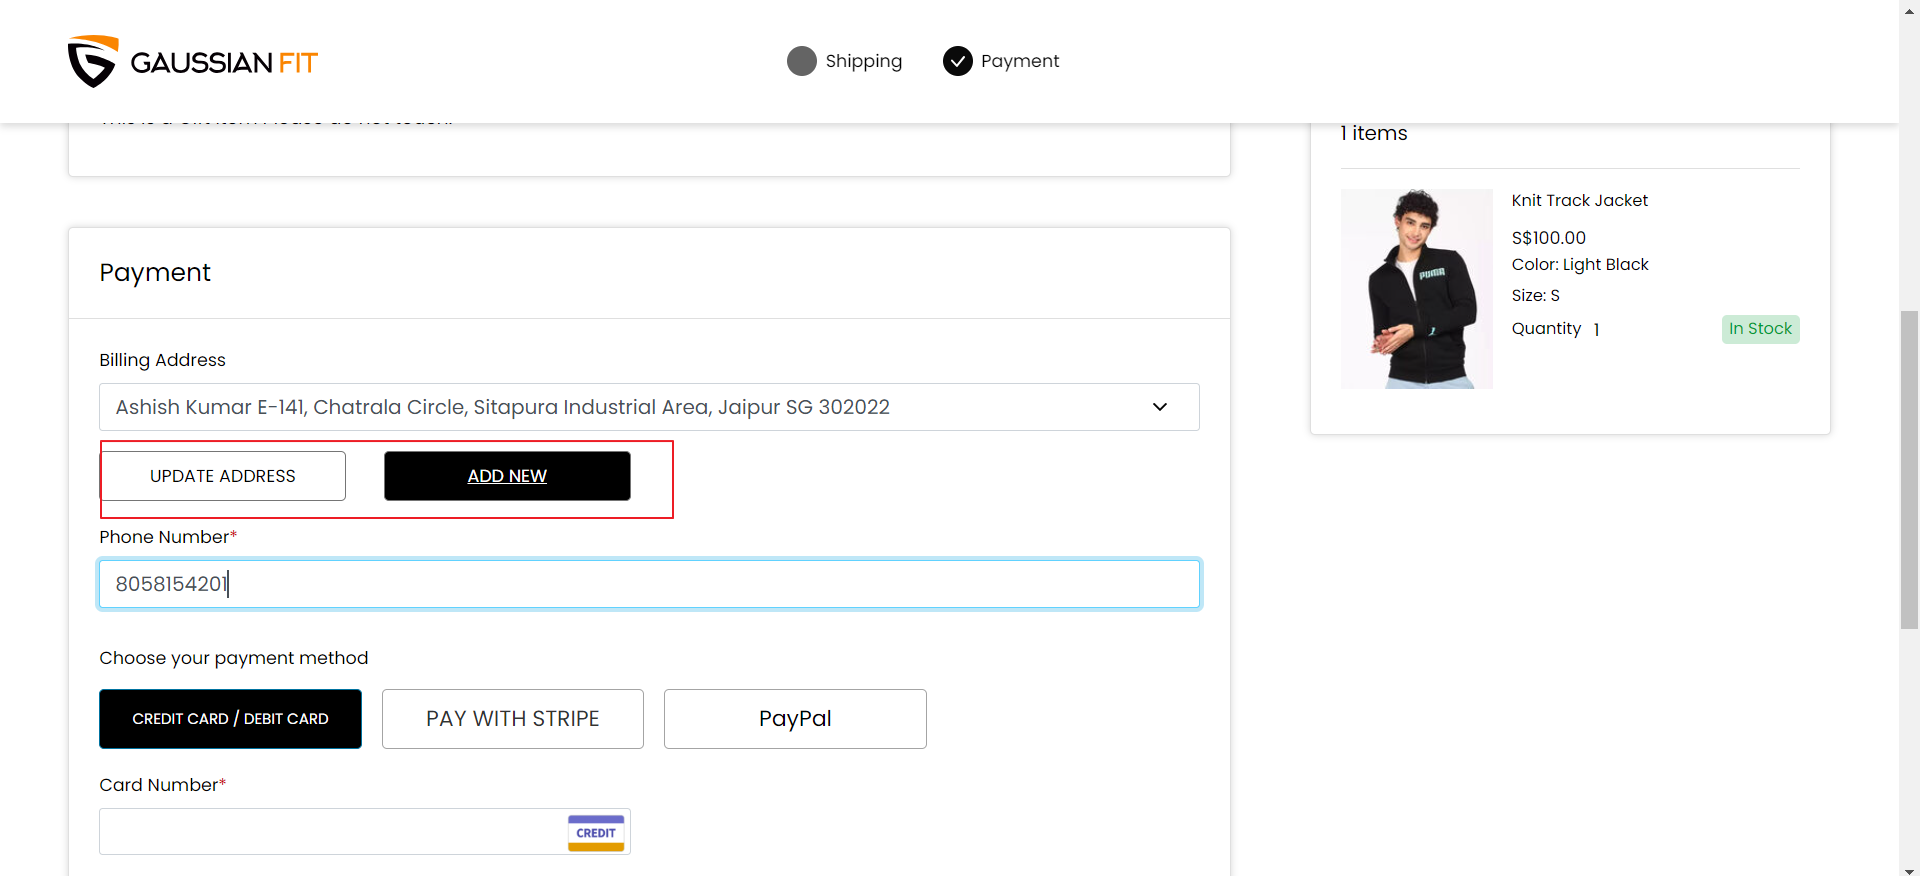 GAUSSIAN FIT
Shipping
Payment
1 items
Knit Track Jacket
S$100.00
Color: Light Black
Size: S
Quantity 1
In Stock
PUMA
Payment
Billing Address
Ashish Kumar E-141, Chatrala Circle, Sitapura Industrial Area, Jaipur SG 302022
UPDATE ADDRESS
ADD NEW
Phone Number*
8058154201
Choose your payment method
CREDIT CARD / DEBIT CARD
PAY WITH STRIPE
PayPal
Card Number*
CREDIT